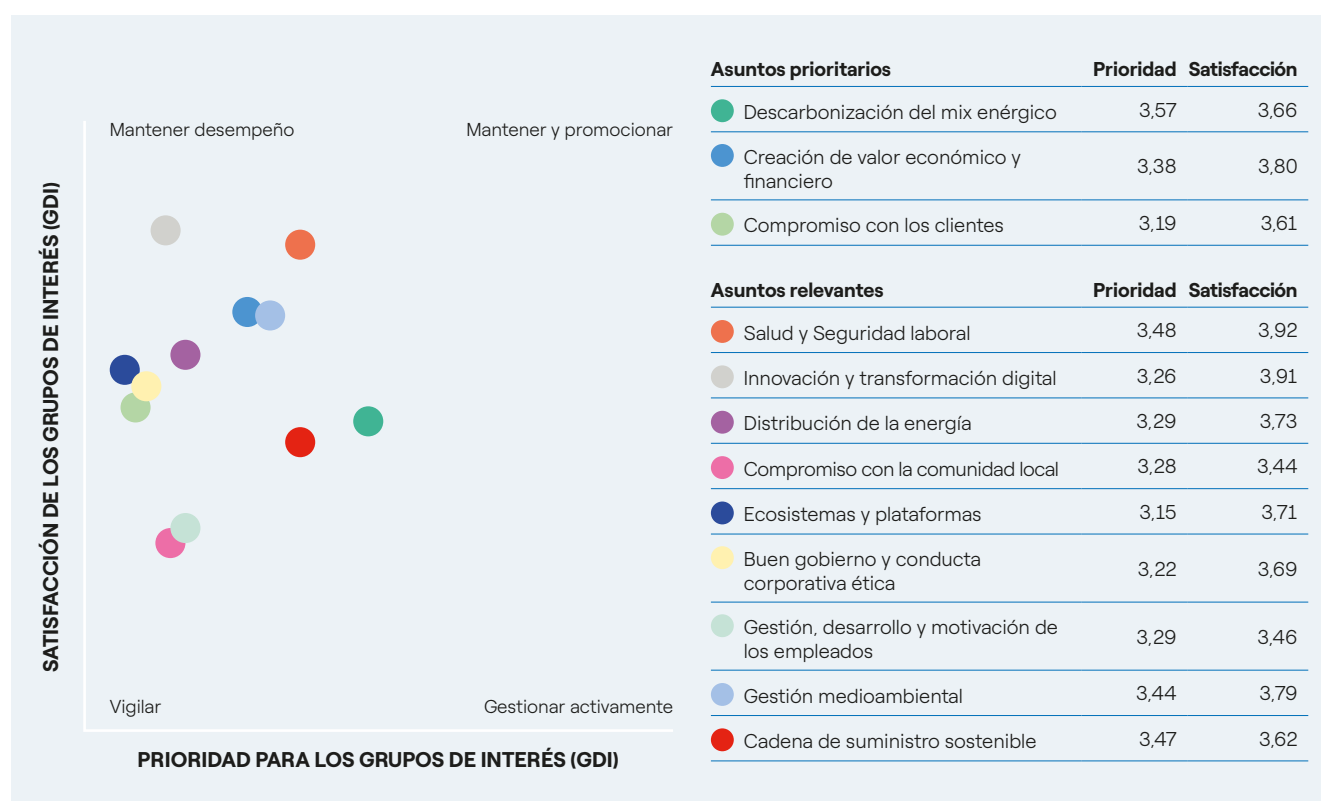 Mantener desempeño
Mantener y promocionar
SATISFACCIÓN DE LOS GRUPOS DE INTERÉS (GDI)
Vigilar
Gestionar activamente
PRIORIDAD PARA LOS GRUPOS DE INTERÉS (GDI)
Asuntos prioritarios Prioridad Satisfacción
Descarbonización del mix enérgico 3,57 3,66
Creación de valor económico y
financiero 3,38 3,80
Compromiso con los clientes 3,19 3,61
Asuntos relevantes Prioridad Satisfacción
Salud y Seguridad laboral 3,48 3,92
Innovación y transformación digital 3,26 3,91
Distribución de la energía 3,29 3,73
Compromiso con la comunidad local 3,28 3,44
Ecosistemas y plataformas 3,15 3,71
Buen gobierno y conducta
corporativa ética 3,22 3,69
Gestión, desarrollo y motivación de
los empleados 3,29 3,46
Gestión medioambiental 3,44 3,79
Cadena de suministro sostenible 3,47 3,62